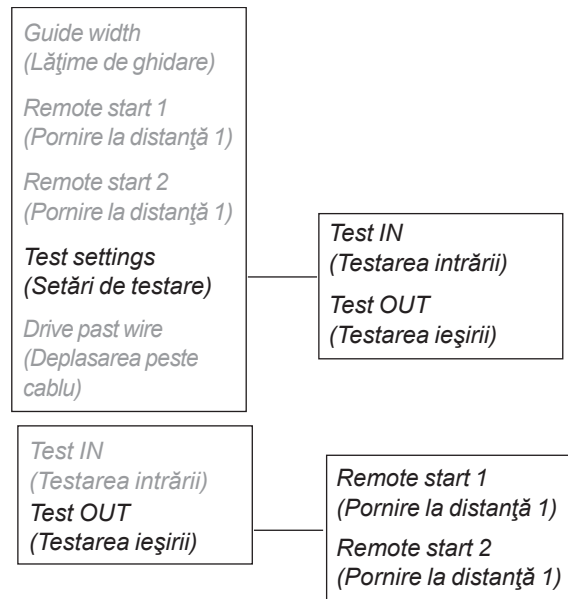 Guide width
(Lăţime de ghidare)
Remote start 1
(Pornire la distanţă 1)
Remote start 2
(Pornire la distanţă 1)
Test settings
(Setări de testare)
Drive past wire
(Deplasarea peste
cablu)
Test IN
(Testarea intrării)
Test OUT
(Testarea ieşirii)
Test IN
(Testarea intrării)
Test OUT
(Testarea ieşirii)
Remote start 1
(Pornire la distanţă 1)
Remote start 2
(Pornire la distanţă 1)